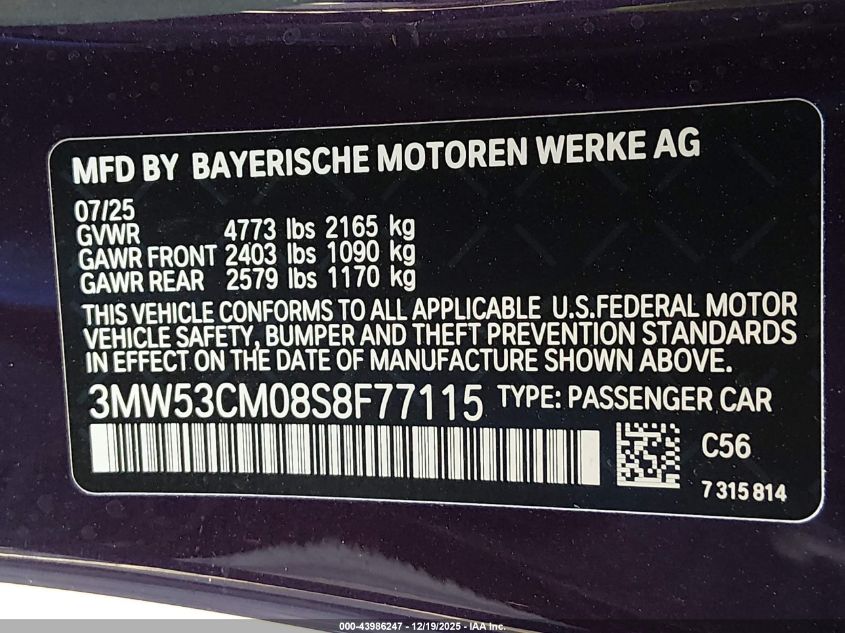 MFD BY BAYERISCHE MOTOREN WERKE AG
07/25
GVWR 4773 lbs 2165 kg
GAWR FRONT 2403 lbs 1090 kg
GAWR REAR 2579 lbs 1170 kg
THIS VEHICLE CONFORMS TO ALL APPLICABLE U.S.FEDERAL MOTOR
VEHICLE SAFETY, BUMPER AND THEFT PREVENTION STANDARDS
IN EFFECT ON THE DATE OF MANUFACTURE SHOWN ABOVE.
3MW53CM08S8F77115 TYPE: PASSENGER CAR
C56
7 315 814
000-43986247 - 12/19/2025 - IAA Inc.